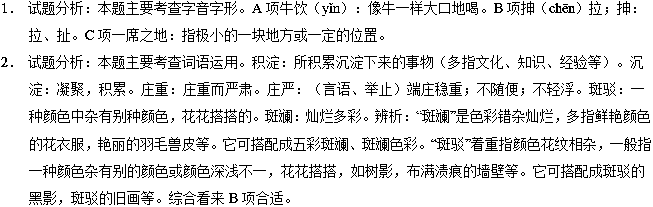 1. 试题分析：本题主要考查字音字形。A 项牛饮（yìn）：像牛一样大口地喝。B 项抻（chēn）拉；抻：
拉、扯。C 项一席之地：指极小的一块地方或一定的位置。
2. 试题分析：本题主要考查词语运用。积淀：所积累沉淀下来的事物（多指文化、知识、经验等）。沉
淀：凝聚，积累。庄重：庄重而严肃。庄严：（言语、举止）端庄稳重；不随便；不轻浮。斑驳：一
种颜色中杂有别种颜色，花花搭搭的。斑斓：灿烂多彩。辨析：“斑斓”是色彩错杂灿烂，多指鲜艳颜色
的花衣服，艳丽的羽毛兽皮等。它可搭配成五彩斑斓、斑斓色彩。“斑驳”着重指颜色花纹相杂，一般指
一种颜色杂有别的颜色或颜色深浅不一，花花搭搭，如树影，布满溃痕的墙壁等。它可搭配成斑驳的
黑影，斑驳的旧画等。综合看来 B 项合适。